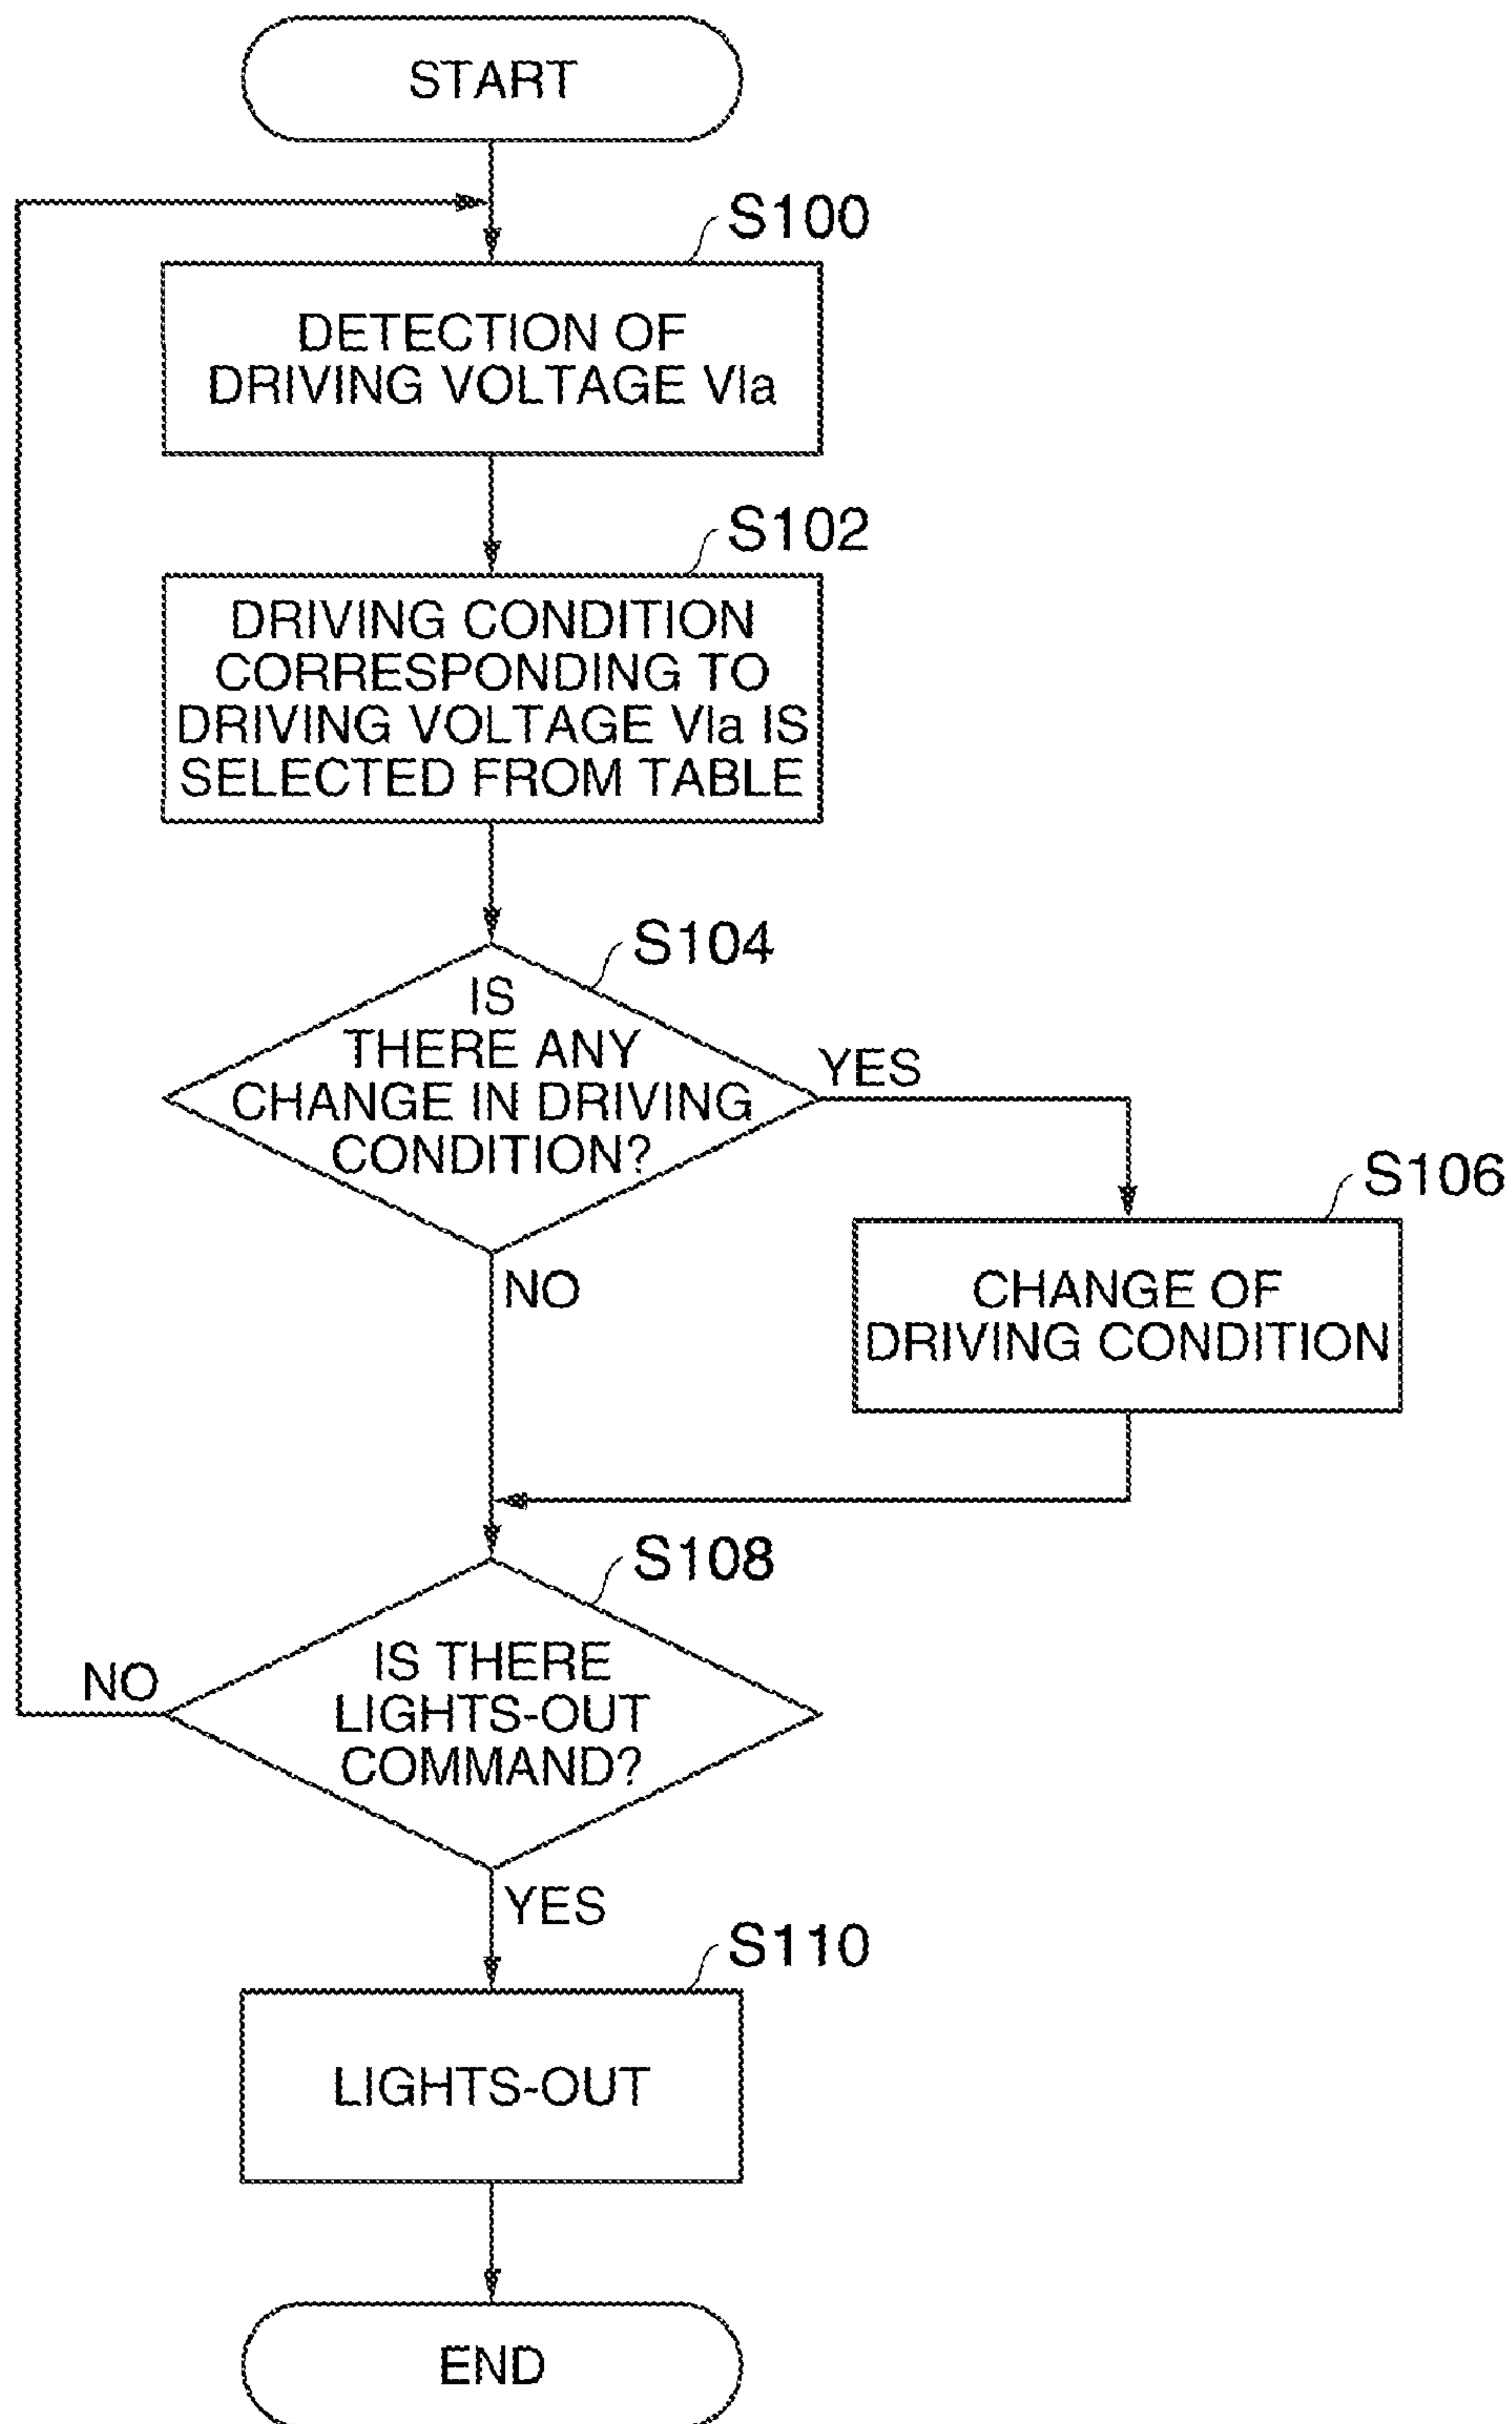 START
S100
DETECTION OF
DRIVING VOLTAGE Vla
S102
DRIVING CONDITION
CORRESPONDING TO
DRIVING VOLTAGE Vla IS
SELECTED FROM TABLE
S104
IS
THERE ANY
CHANGE IN DRIVING
CONDITION?
YES
S106
NO
CHANGE OF
DRIVING CONDITION
S108
IS THERE
LIGHTS-OUT
COMMAND?
NO
YES
S110
LIGHTS-OUT
END